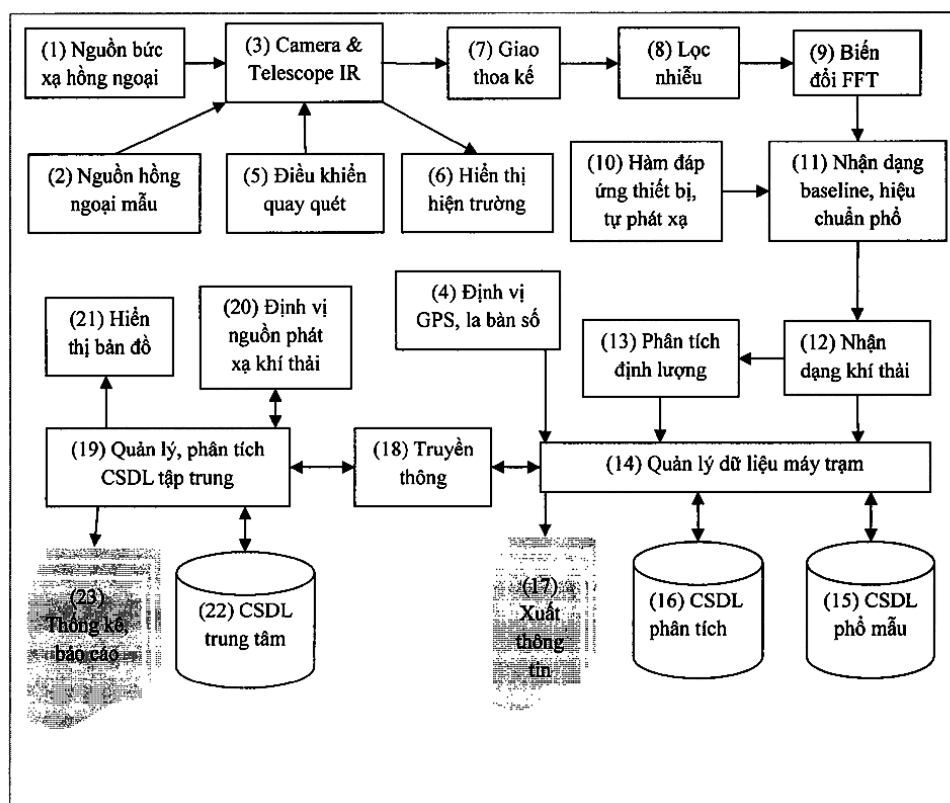 (1) Nguồn bức
xạ hồng ngoại
(3) Camera &
Telescope IR
(7) Giao
thoa kế
(8) Lọc
nhiễu
(9) Biến
đổi FFT
(2) Nguồn hồng
ngoại mẫu
(5) Điều khiển
quay quét
(6) Hiển thị
hiện trường
(10) Hàm đáp
ứng thiết bị,
tự phát xạ
(11) Nhận dạng
baseline, hiệu
chuẩn phổ
(21) Hiển
thị bản đồ
(20) Định vị
nguồn phát
xạ khí thải
(4) Định vị
GPS, la bàn số
(13) Phân tích
định lượng
(12) Nhận
dạng khí thải
(19) Quản lý, phân tích
CSDL tập trung
(18) Truyền
thông
(14) Quản lý dữ liệu máy trạm
(23)
Thống kê,
báo cáo
(22) CSDL
trung tâm
(17)
Xuất
thông
tin
(16) CSDL
phân tích
(15) CSDL
phổ mẫu